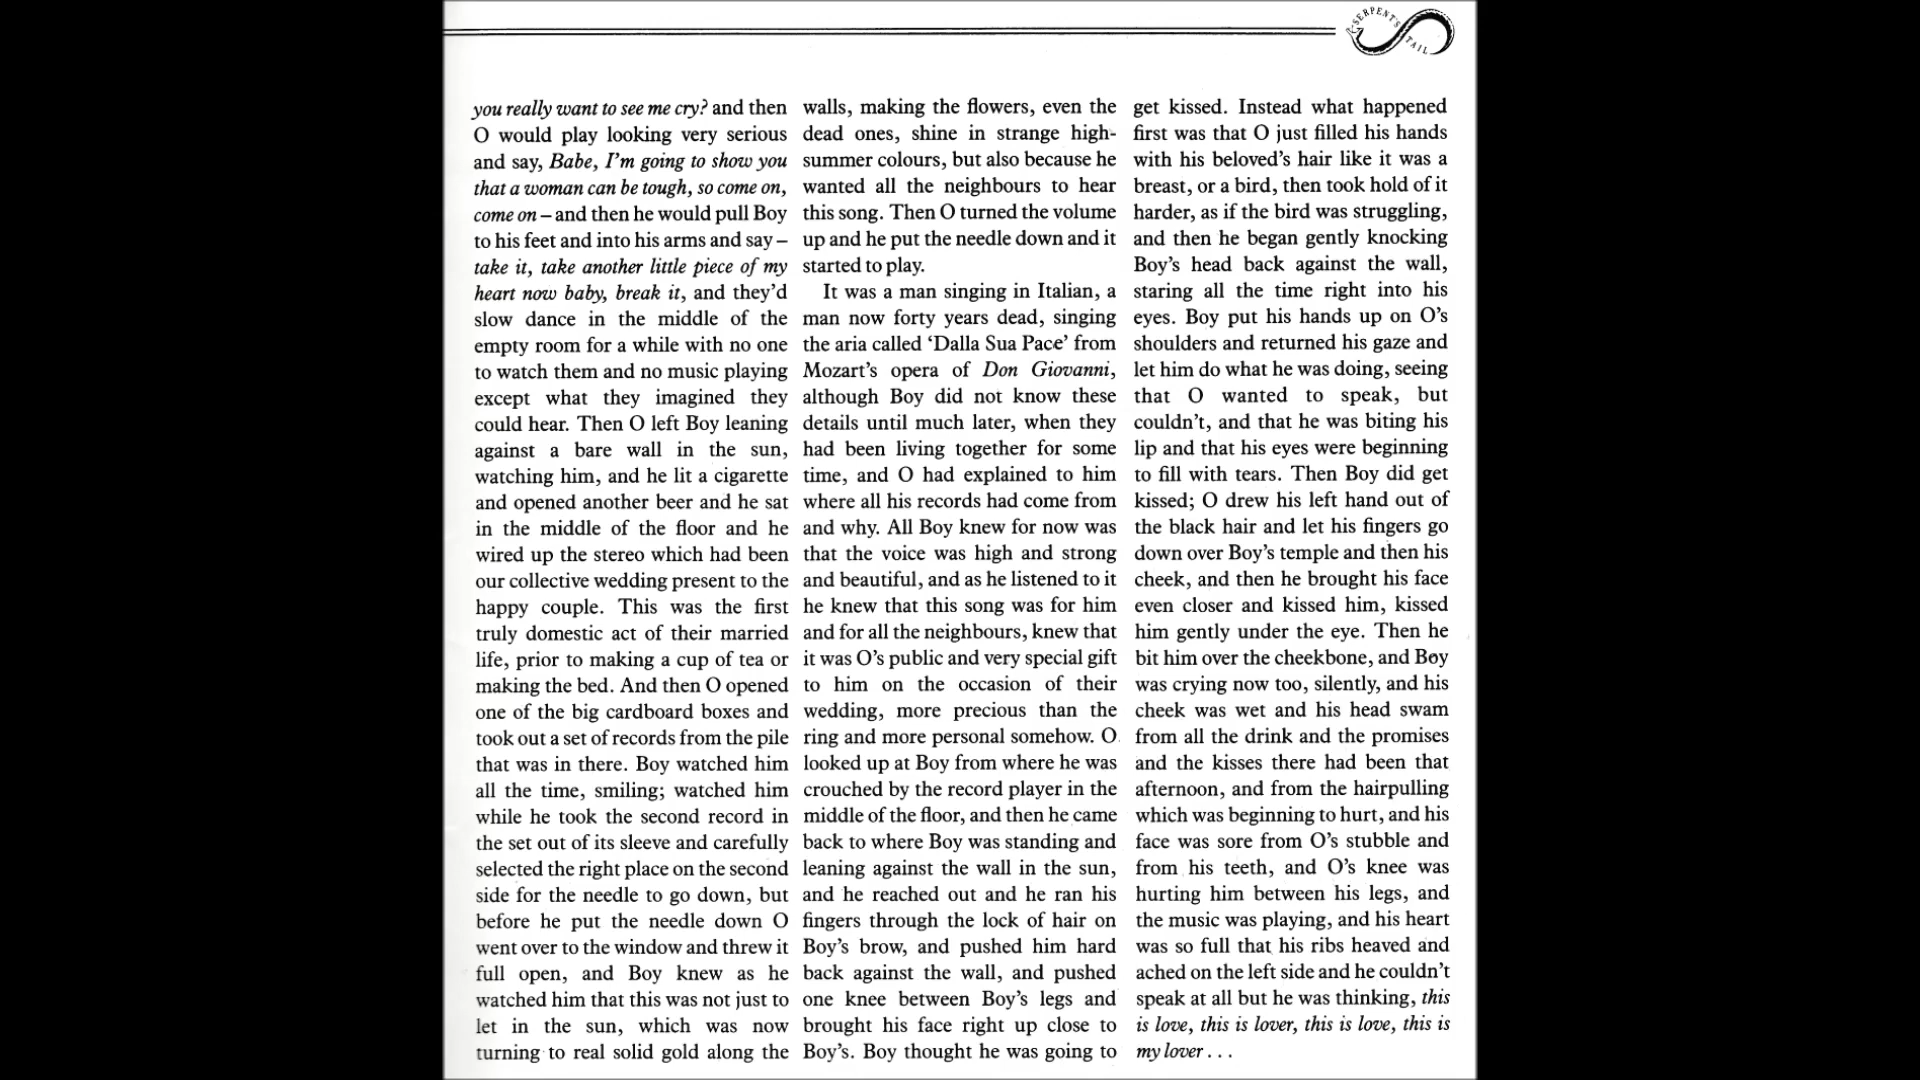 SERPENT'S
TAIL
you really want to see me cry? and then
O would play looking very serious
and say, Babe, I'm going to show you
that a woman can be tough, so come on,
come on – and then he would pull Boy
to his feet and into his arms and say –
take it, take another little piece of my
heart now baby, break it, and they'd
slow dance in the middle of the
empty room for a while with no one
to watch them and no music playing
except what they imagined they
could hear. Then O left Boy leaning
against a bare wall in the sun,
watching him, and he lit a cigarette
and opened another beer and he sat
in the middle of the floor and he
wired up the stereo which had been
our collective wedding present to the
happy couple. This was the first
truly domestic act of their married
life, prior to making a cup of tea or
making the bed. And then O opened
one of the big cardboard boxes and
took out a set of records from the pile
that was in there. Boy watched him
all the time, smiling; watched him
while he took the second record in
the set out of its sleeve and carefully
selected the right place on the second
side for the needle to go down, but
before he put the needle down O
went over to the window and threw it
full open, and Boy knew as he
watched him that this was not just to
let in the sun, which was now
turning to real solid gold along the
walls, making the flowers, even the
dead ones, shine in strange high-
summer colours, but also because he
wanted all the neighbours to hear
this song. Then O turned the volume
up and he put the needle down and it
started to play.
It was a man singing in Italian, a
man now forty years dead, singing
the aria called ‘Dalla Sua Pace’ from
Mozart's opera of Don Giovanni,
although Boy did not know these
details until much later, when they
had been living together for some
time, and O had explained to him
where all his records had come from
and why. All Boy knew for now was
that the voice was high and strong
and beautiful, and as he listened to it
he knew that this song was for him
and for all the neighbours, knew that
it was O's public and very special gift
to him on the occasion of their
wedding, more precious than the
ring and more personal somehow. O
looked up at Boy from where he was
crouched by the record player in the
middle of the floor, and then he came
back to where Boy was standing and
leaning against the wall in the sun,
and he reached out and he ran his
fingers through the lock of hair on
Boy's brow, and pushed him hard
back against the wall, and pushed
one knee between Boy's legs and
brought his face right up close to
Boy's. Boy thought he was going to
get kissed. Instead what happened
first was that O just filled his hands
with his beloved's hair like it was a
breast, or a bird, then took hold of it
harder, as if the bird was struggling,
and then he began gently knocking
Boy's head back against the wall,
staring all the time right into his
eyes. Boy put his hands up on O's
shoulders and returned his gaze and
let him do what he was doing, seeing
that O wanted to speak, but
couldn't, and that he was biting his
lip and that his eyes were beginning
to fill with tears. Then Boy did get
kissed; O drew his left hand out of
the black hair and let his fingers go
down over Boy's temple and then his
cheek, and then he brought his face
even closer and kissed him, kissed
him gently under the eye. Then he
bit him over the cheekbone, and Boy
was crying now too, silently, and his
cheek was wet and his head swam
from all the drink and the promises
and the kisses there had been that
afternoon, and from the hairpulling
which was beginning to hurt, and his
face was sore from O's stubble and
from his teeth, and O's knee was
hurting him between his legs, and
the music was playing, and his heart
was so full that his ribs heaved and
ached on the left side and he couldn't
speak at all but he was thinking, this
is love, this is lover, this is love, this is
my lover . . .